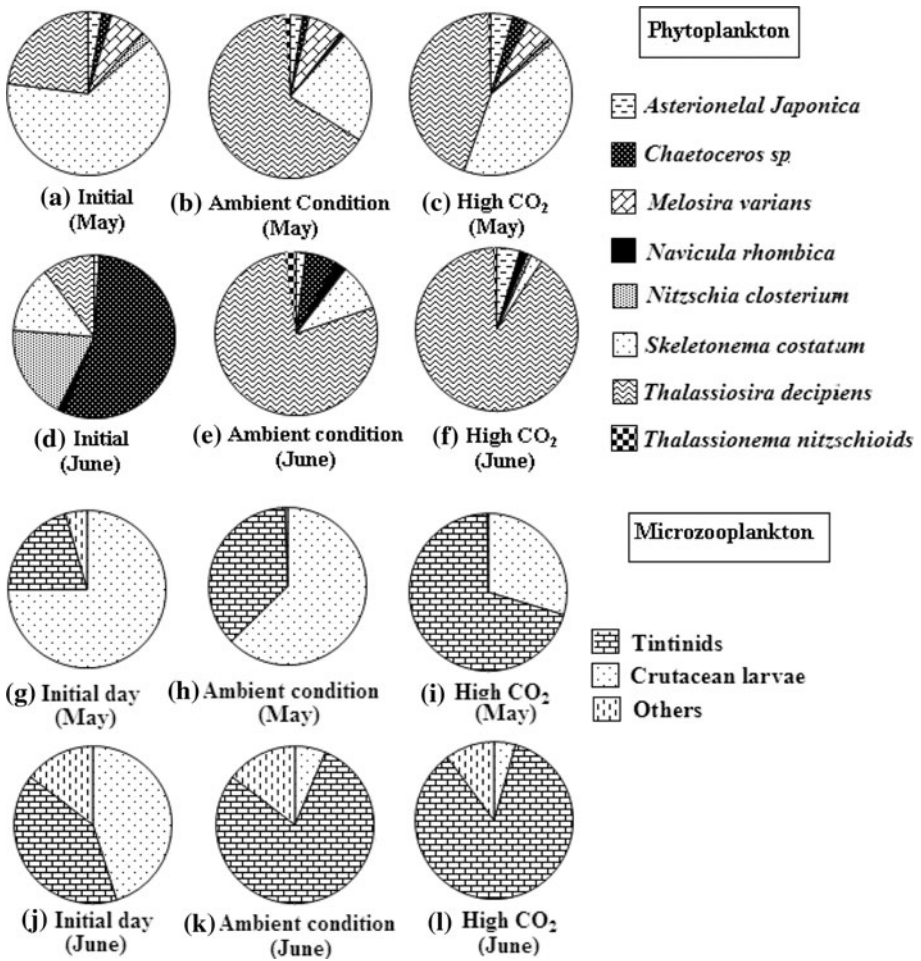 Phytoplankton
Asterionelal Japonica
Chaetoceros sp
Melosira varians
Navicula rhombica
Nitzschia closterium
Skeletonema costatum
Thalassiosira decipiens
Thalassionema nitzschioids
(a) Initial
(May)
(b) Ambient Condition
(May)
(c) High CO₂
(May)
(d) Initial
(June)
(e) Ambient condition
(June)
(f) High CO₂
(June)
Microzooplankton
Tintinids
Crutacean larvae
Others
(g) Initial day
(May)
(h) Ambient condition
(May)
(i) High CO₂
(May)
(j) Initial day
(June)
(k) Ambient condition
(June)
(l) High CO₂
(June)